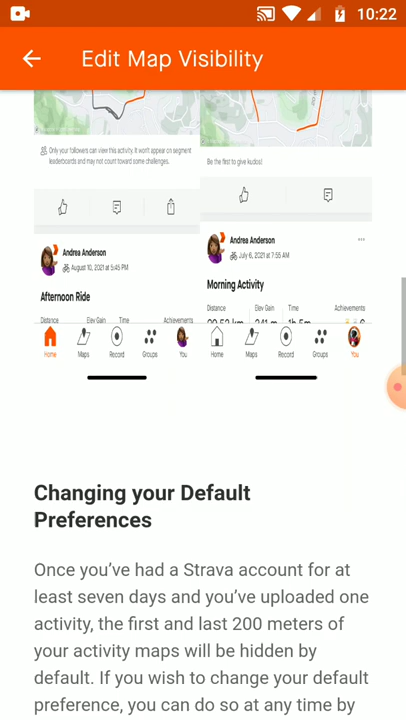 10:22
Edit Map Visibility
Only your followers can view this activity. It won't appear on segment
leaderboards and may not count toward some challenges.
Be the first to give kudos!
Andrea Anderson
August 10, 2021 at 5:45 PM
Afternoon Ride
Distance Elev Gain Time Achievements
Home Maps Record Groups You
Andrea Anderson
July 6, 2021 at 7:55 AM
Morning Activity
Distance Elev Gain Time Achievements
Home Maps Record Groups You
Changing your Default
Preferences
Once you’ve had a Strava account for at
least seven days and you’ve uploaded one
activity, the first and last 200 meters of
your activity maps will be hidden by
default. If you wish to change your default
preference, you can do so at any time by